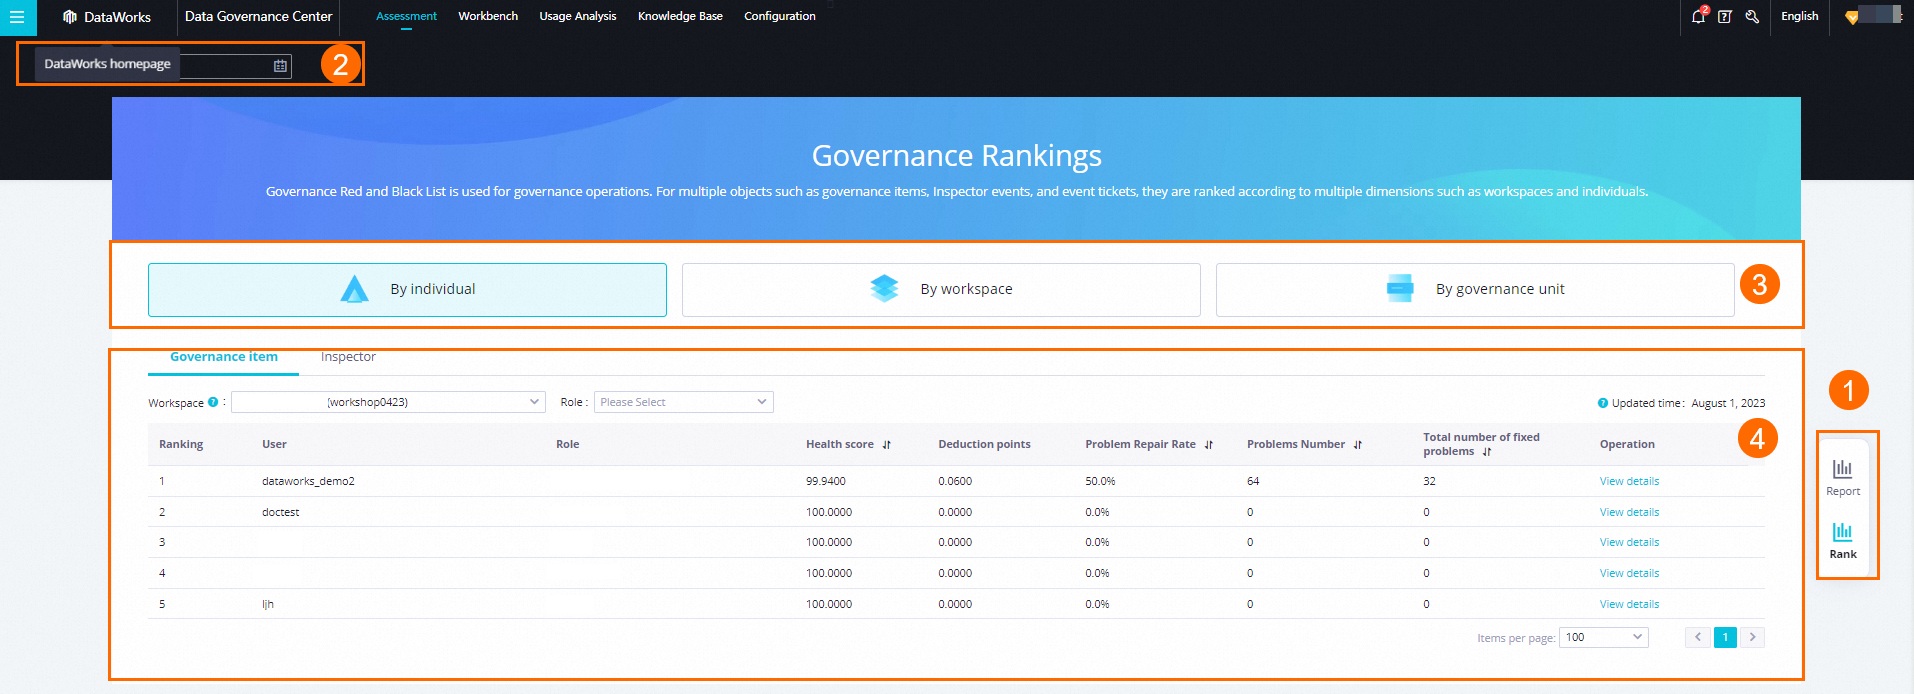 DataWorks
Data Governance Center
Assessment
Workbench
Usage Analysis
Knowledge Base
Configuration
2
English
DataWorks homepage
2
Governance Rankings
Governance Red and Black List is used for governance operations. For multiple objects such as governance items, Inspector events, and event tickets, they are ranked according to multiple dimensions such as workspaces and individuals.
By individual
By workspace
By governance unit
3
Governance item
Inspector
Workspace ? : (workshop0423)
Role : Please Select
? Updated time : August 1, 2023
1
4
Ranking User Role Health score Deduction points Problem Repair Rate Problems Number Total number of fixed problems Operation
1 dataworks_demo2 99.9400 0.0600 50.0% 64 32 View details
2 doctest 100.0000 0.0000 0.0% 0 0 View details
3 100.0000 0.0000 0.0% 0 0 View details
4 100.0000 0.0000 0.0% 0 0 View details
5 ljh 100.0000 0.0000 0.0% 0 0 View details
Items per page: 100
1
Report
Rank